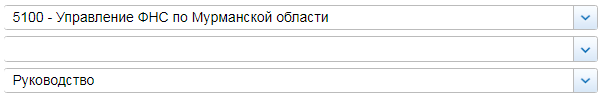 5100 - Управление ФНС по Мурманской области
Руководство